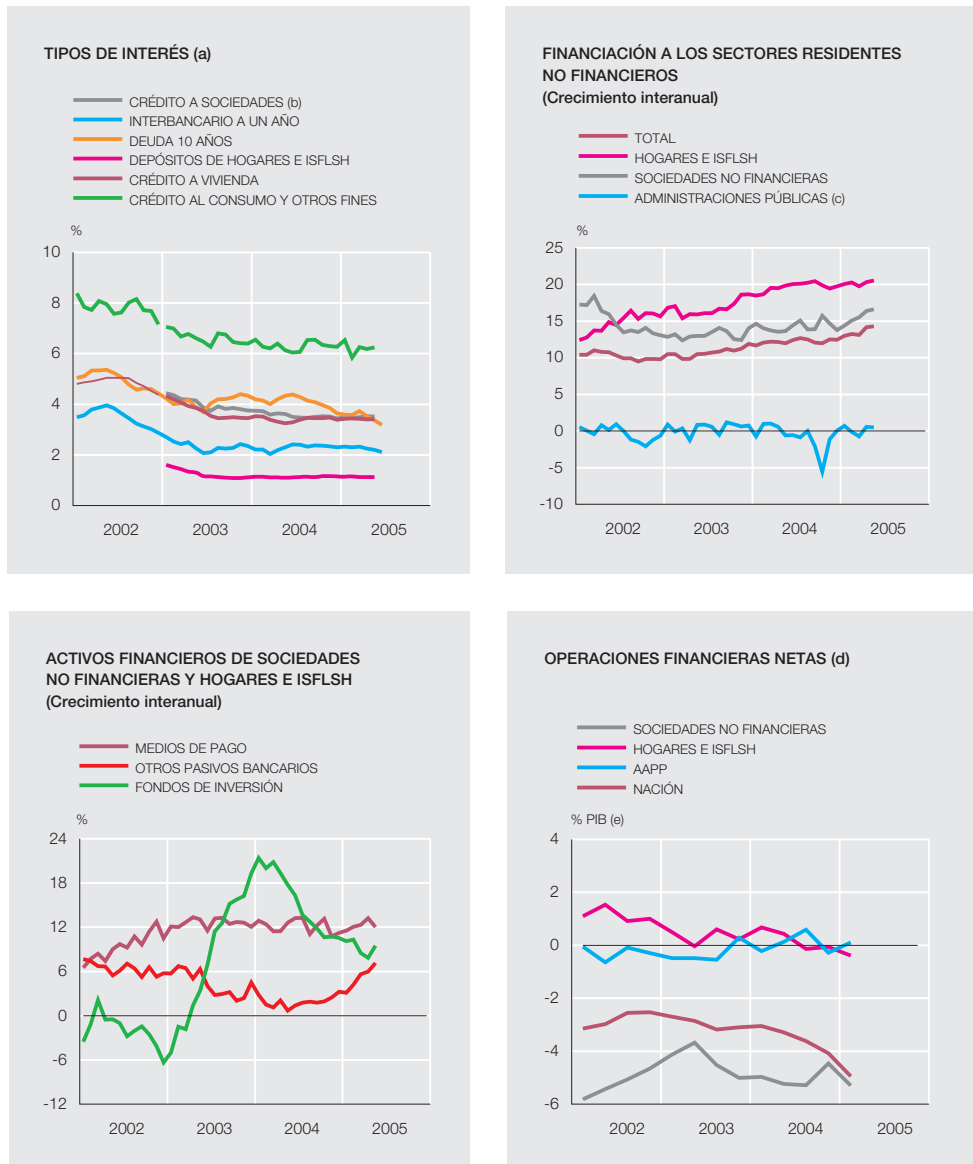 TIPOS DE INTERÉS (a)
CRÉDITO A SOCIEDADES (b)
INTERBANCARIO A UN AÑO
DEUDA 10 AÑOS
DEPÓSITOS DE HOGARES E ISFLSH
CRÉDITO A VIVIENDA
CRÉDITO AL CONSUMO Y OTROS FINES
%
10
8
6
4
2
0
2002 2003 2004 2005
FINANCIACIÓN A LOS SECTORES RESIDENTES
NO FINANCIEROS
(Crecimiento interanual)
TOTAL
HOGARES E ISFLSH
SOCIEDADES NO FINANCIERAS
ADMINISTRACIONES PÚBLICAS (c)
%
25
20
15
10
5
0
-5
-10
2002 2003 2004 2005
ACTIVOS FINANCIEROS DE SOCIEDADES
NO FINANCIERAS Y HOGARES E ISFLSH
(Crecimiento interanual)
MEDIOS DE PAGO
OTROS PASIVOS BANCARIOS
FONDOS DE INVERSIÓN
%
24
18
12
6
0
-6
-12
2002 2003 2004 2005
OPERACIONES FINANCIERAS NETAS (d)
SOCIEDADES NO FINANCIERAS
HOGARES E ISFLSH
AAPP
NACIÓN
% PIB (e)
4
2
0
-2
-4
-6
2002 2003 2004 2005